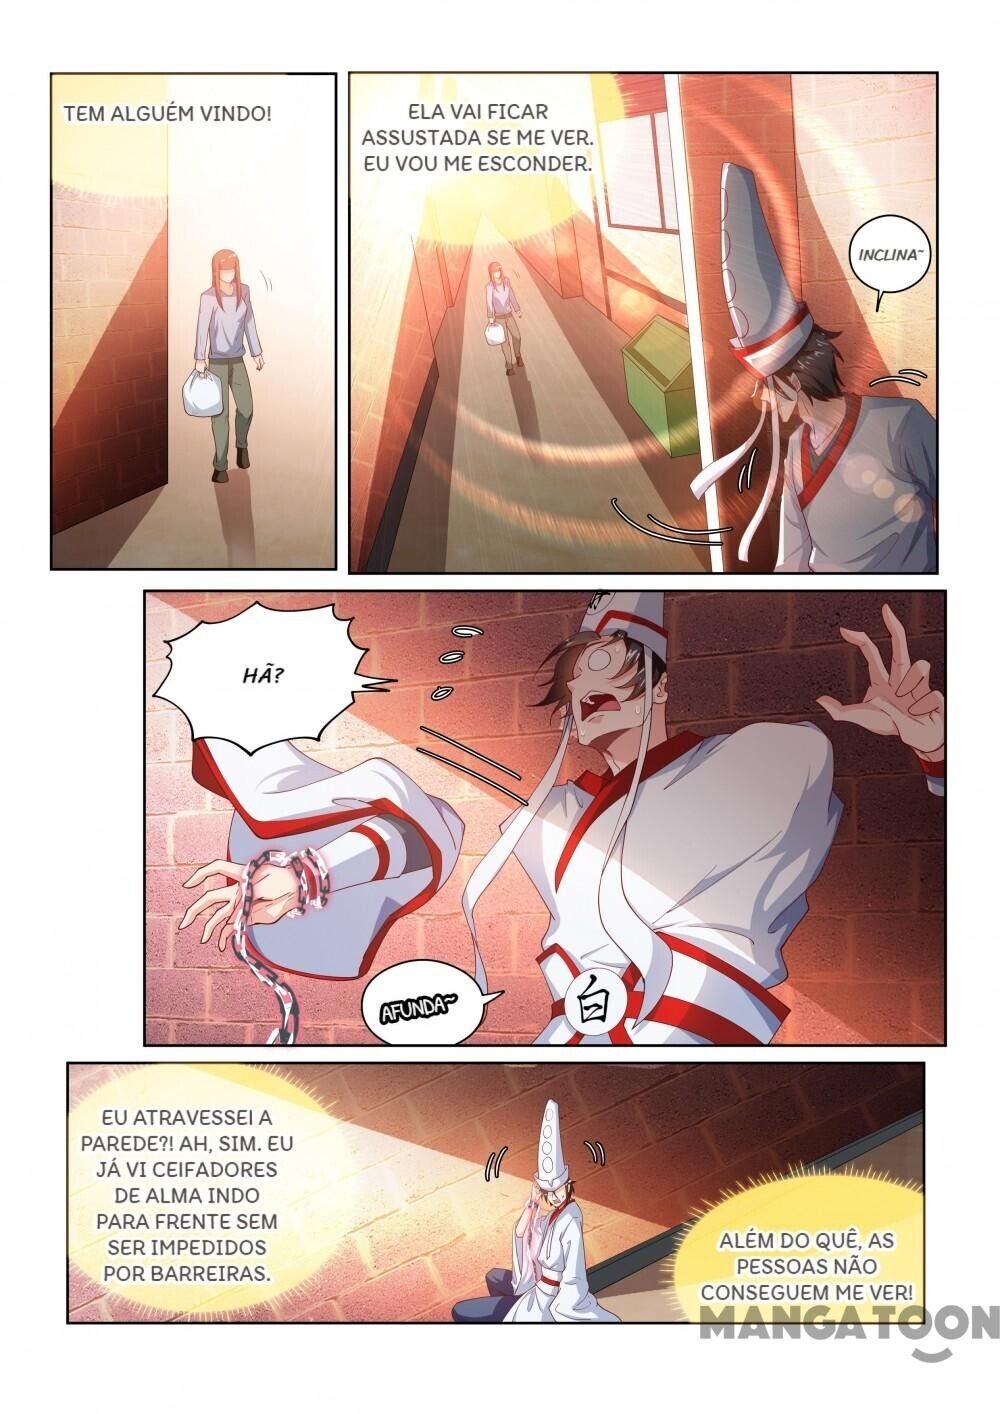 TEM ALGUÉM VINDO!
ELA VAI FICAR
ASSUSTADA SE ME VER.
EU VOU ME ESCONDER.
INCLINA~
HÃ?
AFUNDA~
白
EU ATRAVESSEI A
PAREDE?! AH, SIM. EU
JÁ VI CEIFADORES
DE ALMA INDO
PARA FRENTE SEM
SER IMPEDIDOS
POR BARREIRAS.
ALÉM DO QUÊ, AS
PESSOAS NÃO
CONSEGUEM ME VER!
MANGATOON